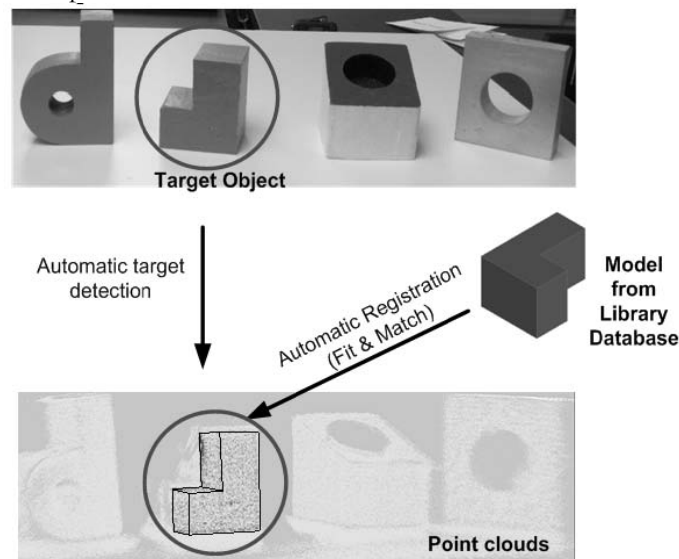 Target Object
Automatic target
detection
Automatic Registration
(Fit & Match)
Model
from
Library
Database
Point clouds